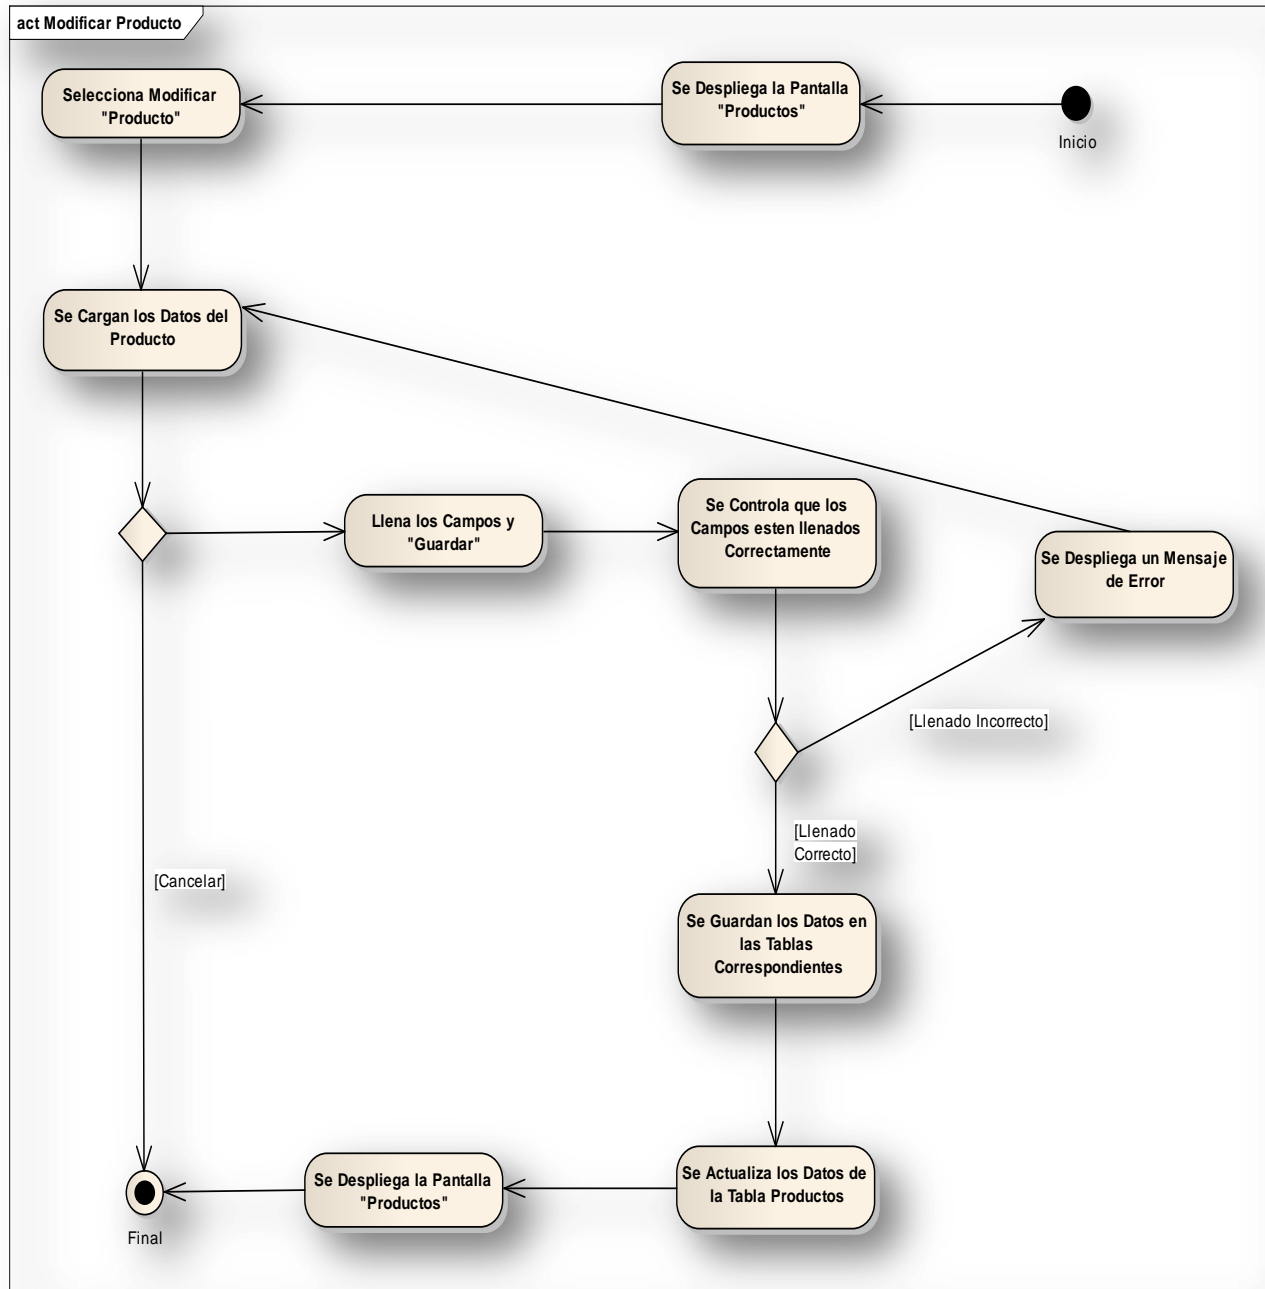 act Modificar Producto
Selecciona Modificar
"Producto"
Se Despliega la Pantalla
"Productos"
Inicio
Se Cargan los Datos del
Producto
Llena los Campos y
"Guardar"
Se Controla que los
Campos esten llenados
Correctamente
Se Despliega un Mensaje
de Error
[Llenado Incorrecto]
[Llenado
Correcto]
[Cancelar]
Se Guardan los Datos en
las Tablas
Correspondientes
Se Despliega la Pantalla
"Productos"
Se Actualiza los Datos de
la Tabla Productos
Final